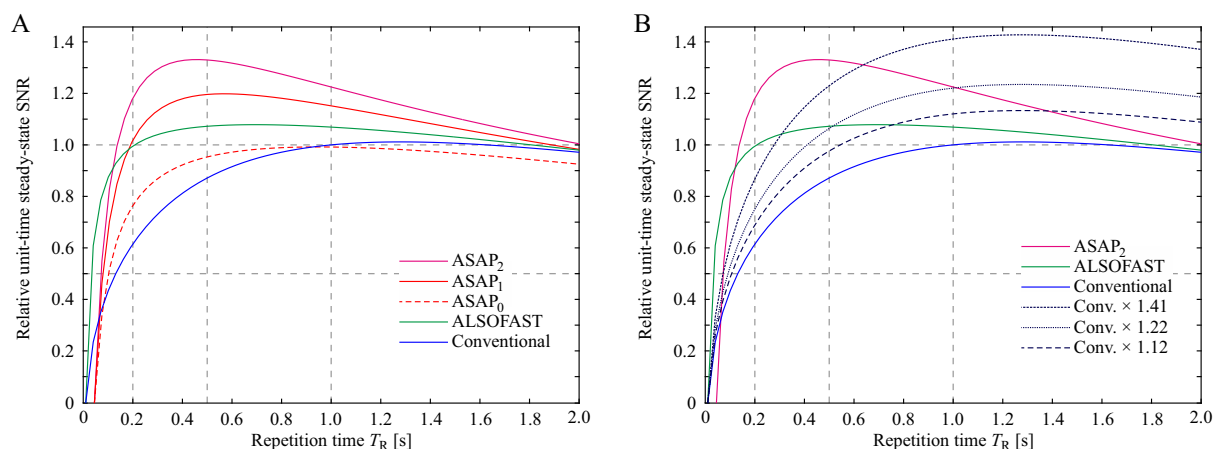 A
Relative unit-time steady-state SNR
1.4
1.2
1.0
0.8
0.6
0.4
0.2
0
0
0.2
0.4
0.6
0.8
1.0
1.2
1.4
1.6
1.8
2.0
Repetition time T_R [s]
ASAP₂
ASAP₁
ASAP₀
ALSOFAST
Conventional
B
Relative unit-time steady-state SNR
1.4
1.2
1.0
0.8
0.6
0.4
0.2
0
0
0.2
0.4
0.6
0.8
1.0
1.2
1.4
1.6
1.8
2.0
Repetition time T_R [s]
ASAP₂
ALSOFAST
Conventional
Conv. × 1.41
Conv. × 1.22
Conv. × 1.12